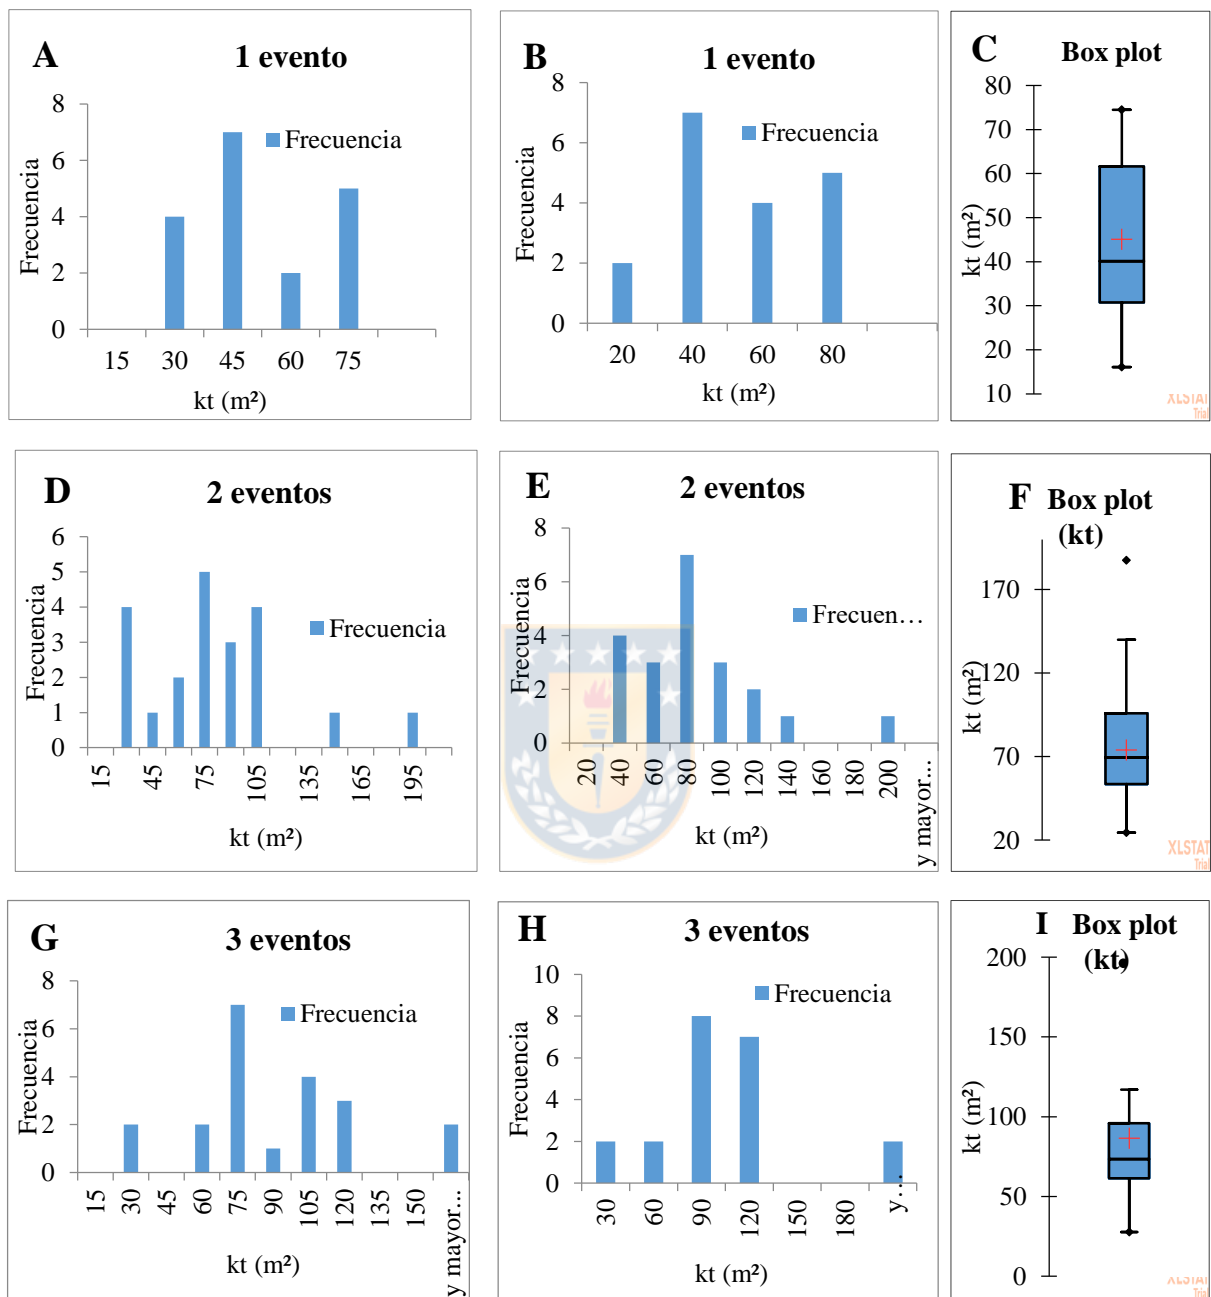 A
1 evento
8
6
4
2
0
Frecuencia
Frecuencia
15 30 45 60 75
kt (m²)
B
1 evento
8
6
4
2
0
Frecuencia
Frecuencia
20 40 60 80
kt (m²)
C
Box plot
80
70
60
50
40
30
20
10
kt (m²)
XLSTAT
Trial
D
2 eventos
6
5
4
3
2
1
0
Frecuencia
Frecuencia
15 45 75 105 135 165 195
kt (m²)
E
2 eventos
8
6
4
2
0
Frecuencia
Frecuen…
20 40 60 80 100 120 140 160 180 200 y mayor...
kt (m²)
F
Box plot
(kt)
170
120
70
20
kt (m²)
XLSTAT
Trial
G
3 eventos
8
6
4
2
0
Frecuencia
Frecuencia
15 30 45 60 75 90 105 120 135 150 y mayor...
kt (m²)
H
3 eventos
10
8
6
4
2
0
Frecuencia
Frecuencia
30 60 90 120 150 180 y…
kt (m²)
I
Box plot
(kt)
200
150
100
50
0
kt (m²)
XLSTAT
Trial